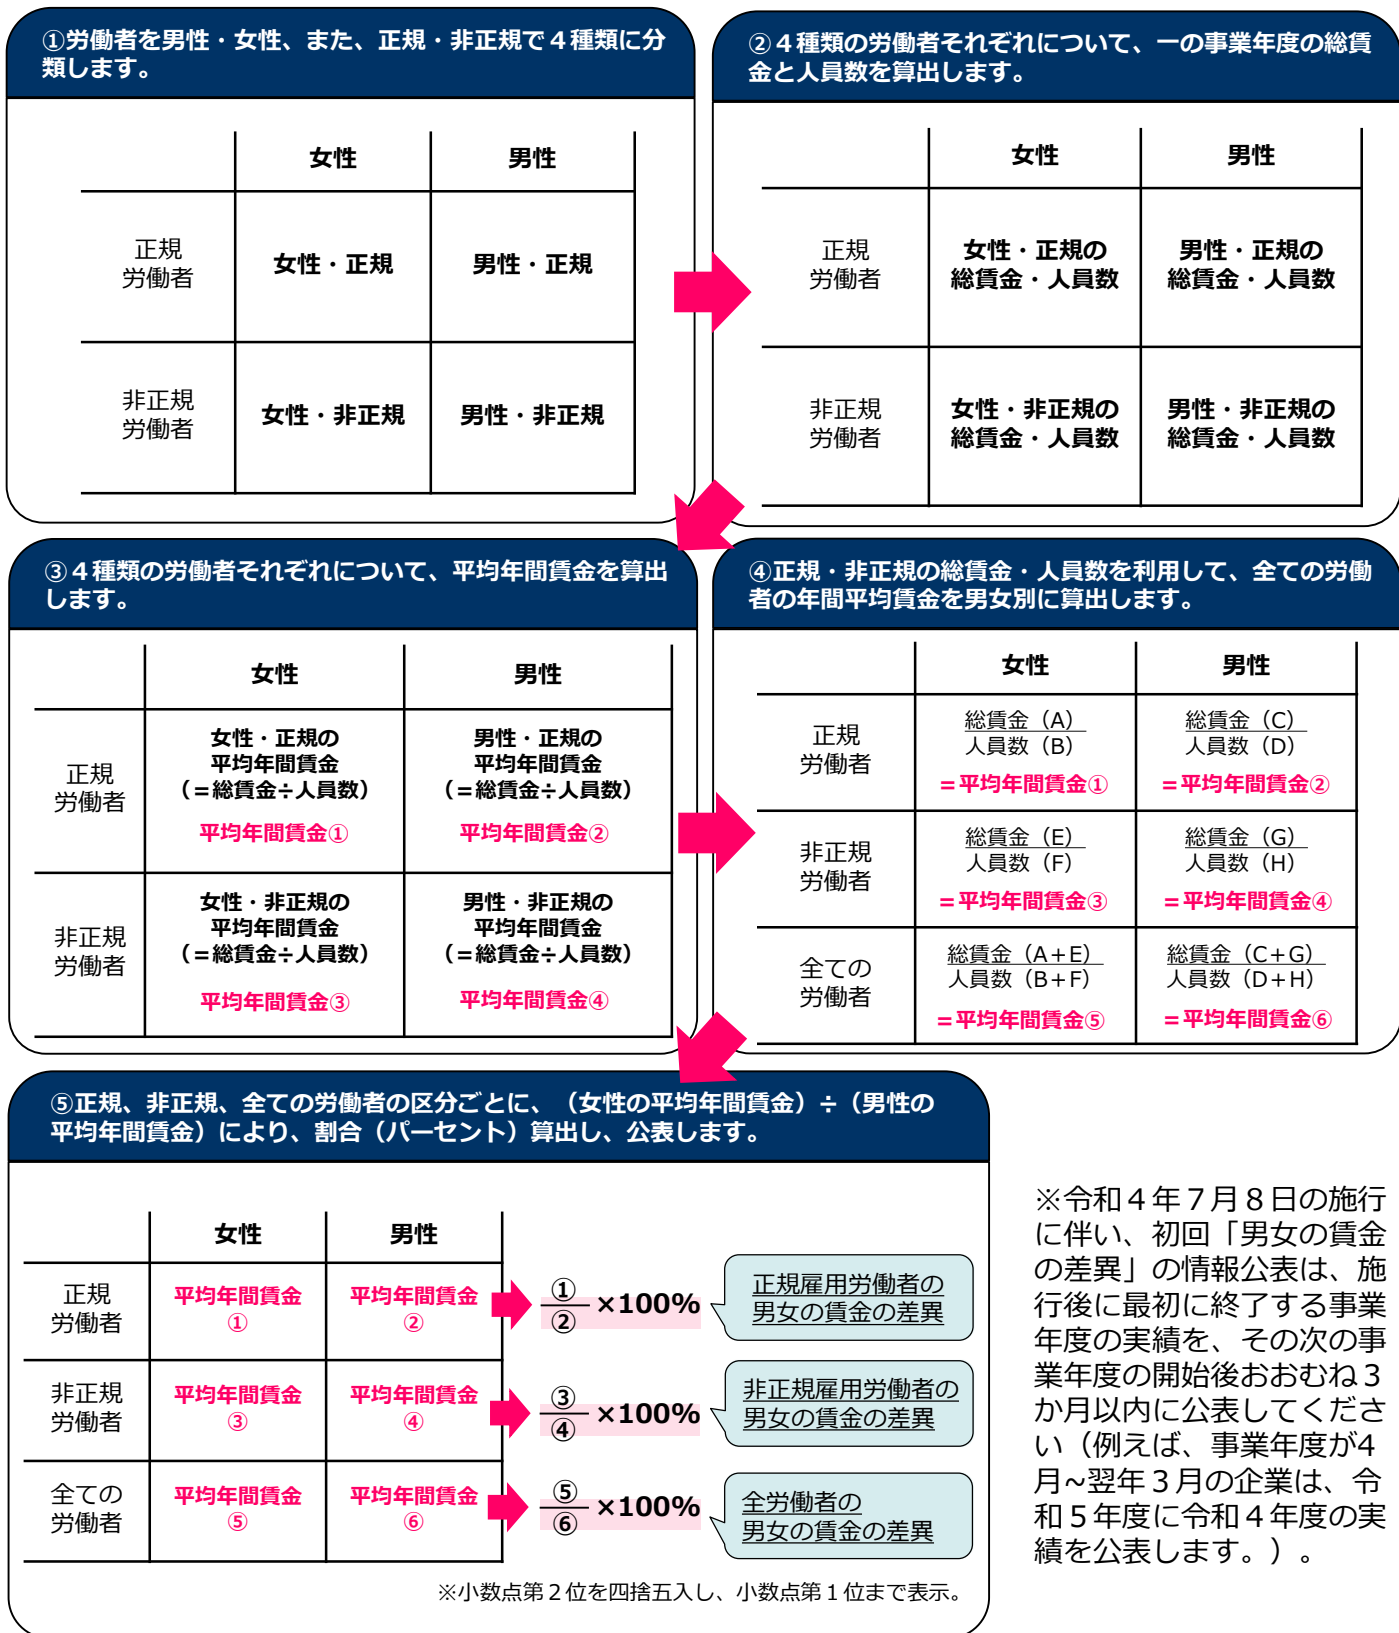 ①労働者を男性・女性、また、正規・非正規で４種類に分
類します。
女性
男性
正規
労働者
女性・正規
男性・正規
非正規
労働者
女性・非正規
男性・非正規
②４種類の労働者それぞれについて、一の事業年度の総賃
金と人員数を算出します。
女性
男性
正規
労働者
女性・正規の
総賃金・人員数
男性・正規の
総賃金・人員数
非正規
労働者
女性・非正規の
総賃金・人員数
男性・非正規の
総賃金・人員数
③４種類の労働者それぞれについて、平均年間賃金を算出
します。
女性
男性
正規
労働者
女性・正規の
平均年間賃金
（＝総賃金÷人員数）
平均年間賃金①
男性・正規の
平均年間賃金
（＝総賃金÷人員数）
平均年間賃金②
非正規
労働者
女性・非正規の
平均年間賃金
（＝総賃金÷人員数）
平均年間賃金③
男性・非正規の
平均年間賃金
（＝総賃金÷人員数）
平均年間賃金④
④正規・非正規の総賃金・人員数を利用して、全ての労働
者の年間平均賃金を男女別に算出します。
女性
男性
正規
労働者
総賃金（A）
人員数（B）
＝平均年間賃金①
総賃金（C）
人員数（D）
＝平均年間賃金②
非正規
労働者
総賃金（E）
人員数（F）
＝平均年間賃金③
総賃金（G）
人員数（H）
＝平均年間賃金④
全ての
労働者
総賃金（A＋E）
人員数（B＋F）
＝平均年間賃金⑤
総賃金（C＋G）
人員数（D＋H）
＝平均年間賃金⑥
⑤正規、非正規、全ての労働者の区分ごとに、（女性の平均年間賃金）÷（男性の
平均年間賃金）により、割合（パーセント）算出し、公表します。
女性
男性
正規
労働者
平均年間賃金
①
平均年間賃金
②
①
②
×100%
正規雇用労働者の
男女の賃金の差異
非正規
労働者
平均年間賃金
③
平均年間賃金
④
③
④
×100%
非正規雇用労働者の
男女の賃金の差異
全ての
労働者
平均年間賃金
⑤
平均年間賃金
⑥
⑤
⑥
×100%
全労働者の
男女の賃金の差異
※小数点第２位を四捨五入し、小数点第１位まで表示。
※令和４年７月８日の施行
に伴い、初回「男女の賃金
の差異」の情報公表は、施
行後に最初に終了する事業
年度の実績を、その次の事
業年度の開始後おおむね３
か月以内に公表してくださ
い（例えば、事業年度が4
月~翌年３月の企業は、令
和５年度に令和４年度の実
績を公表します。）。